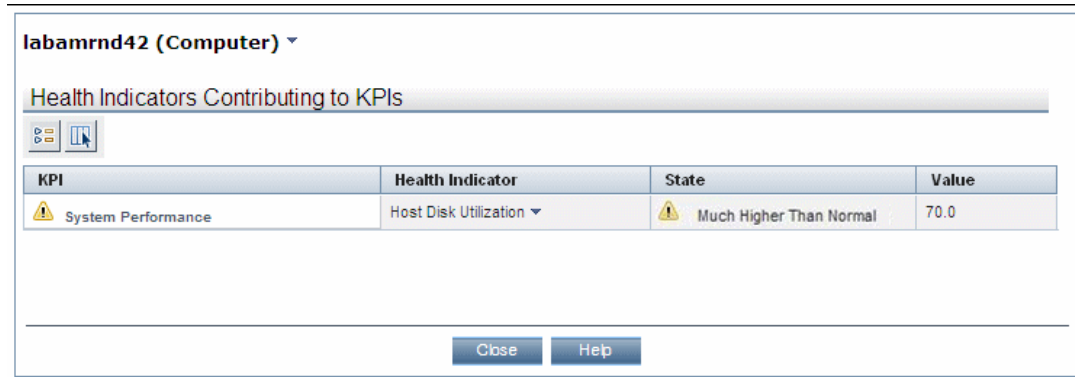 labamrnd42 (Computer)
Health Indicators Contributing to KPIs
KPI Health Indicator State Value
System Performance Host Disk Utilization Much Higher Than Normal 70.0
Close Help